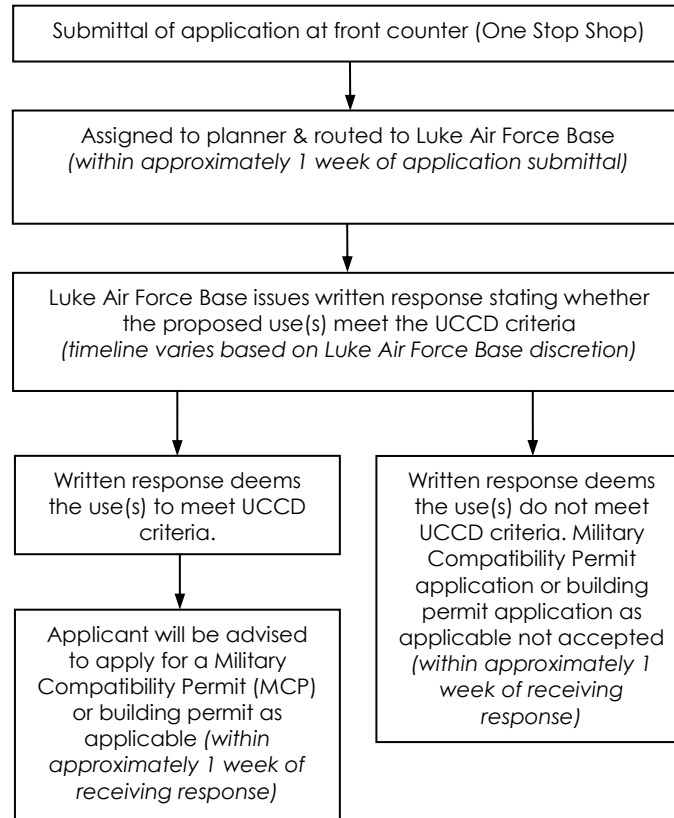 Submittal of application at front counter (One Stop Shop)
Assigned to planner & routed to Luke Air Force Base
(within approximately 1 week of application submittal)
Luke Air Force Base issues written response stating whether
the proposed use(s) meet the UCCD criteria
(timeline varies based on Luke Air Force Base discretion)
Written response deems
the use(s) to meet UCCD
criteria.
Applicant will be advised
to apply for a Military
Compatibility Permit (MCP)
or building permit as
applicable (within
approximately 1 week of
receiving response)
Written response deems
the use(s) do not meet
UCCD criteria. Military
Compatibility Permit
application or building
permit application as
applicable not accepted
(within approximately 1
week of receiving
response)